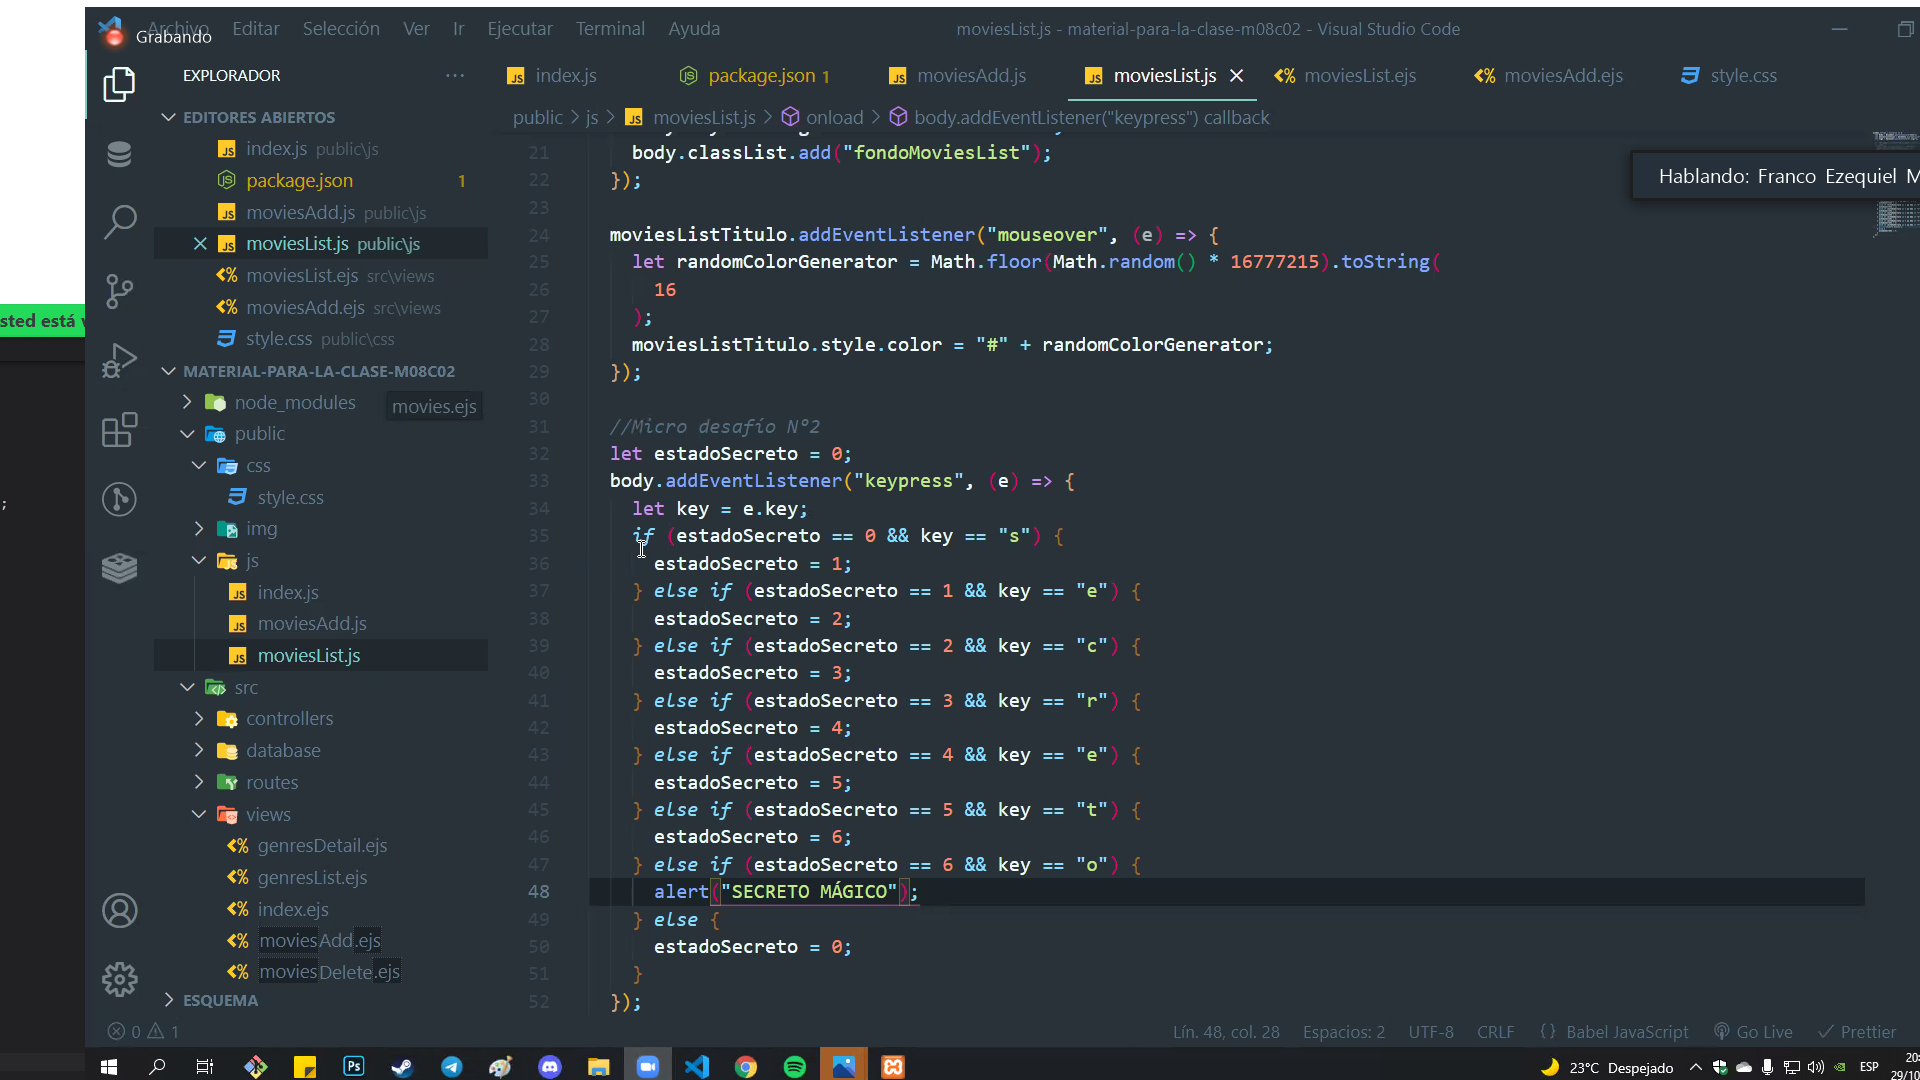 Archivo Editar Selección Ver Ir Ejecutar Terminal Ayuda
Grabando
moviesList.js - material-para-la-clase-m08c02 - Visual Studio Code
EXPLORADOR
EDITORES ABIERTOS
index.js public\js
package.json 1
moviesAdd.js public\js
moviesList.js public\js
moviesList.ejs src\views
moviesAdd.ejs src\views
style.css public\css
MATERIAL-PARA-LA-CLASE-M08C02
node_modules
movies.ejs
public
css
style.css
img
js
index.js
moviesAdd.js
moviesList.js
src
controllers
database
routes
views
genresDetail.ejs
genresList.ejs
index.ejs
moviesAdd.ejs
moviesDelete.ejs
ESQUEMA
index.js package.json 1 moviesAdd.js moviesList.js moviesList.ejs moviesAdd.ejs style.css
public > js > moviesList.js > onload > body.addEventListener("keypress") callback
Hablando: Franco Ezequiel M
sted está
;
21 body.classList.add("fondoMoviesList");
22 });
23
24 moviesListTitulo.addEventListener("mouseover", (e) => {
25 let randomColorGenerator = Math.floor(Math.random() * 16777215).toString(
26 16
27 );
28 moviesListTitulo.style.color = "#" + randomColorGenerator;
29 });
30
31 //Micro desafío N°2
32 let estadoSecreto = 0;
33 body.addEventListener("keypress", (e) => {
34 let key = e.key;
35 if (estadoSecreto == 0 && key == "s") {
36 estadoSecreto = 1;
37 } else if (estadoSecreto == 1 && key == "e") {
38 estadoSecreto = 2;
39 } else if (estadoSecreto == 2 && key == "c") {
40 estadoSecreto = 3;
41 } else if (estadoSecreto == 3 && key == "r") {
42 estadoSecreto = 4;
43 } else if (estadoSecreto == 4 && key == "e") {
44 estadoSecreto = 5;
45 } else if (estadoSecreto == 5 && key == "t") {
46 estadoSecreto = 6;
47 } else if (estadoSecreto == 6 && key == "o") {
48 alert("SECRETO MÁGICO");
49 } else {
50 estadoSecreto = 0;
51 }
52 });
0 1
Lín. 48, col. 28 Espacios: 2 UTF-8 CRLF {} Babel JavaScript Go Live Prettier
23°C Despejado ESP
20:
29/10